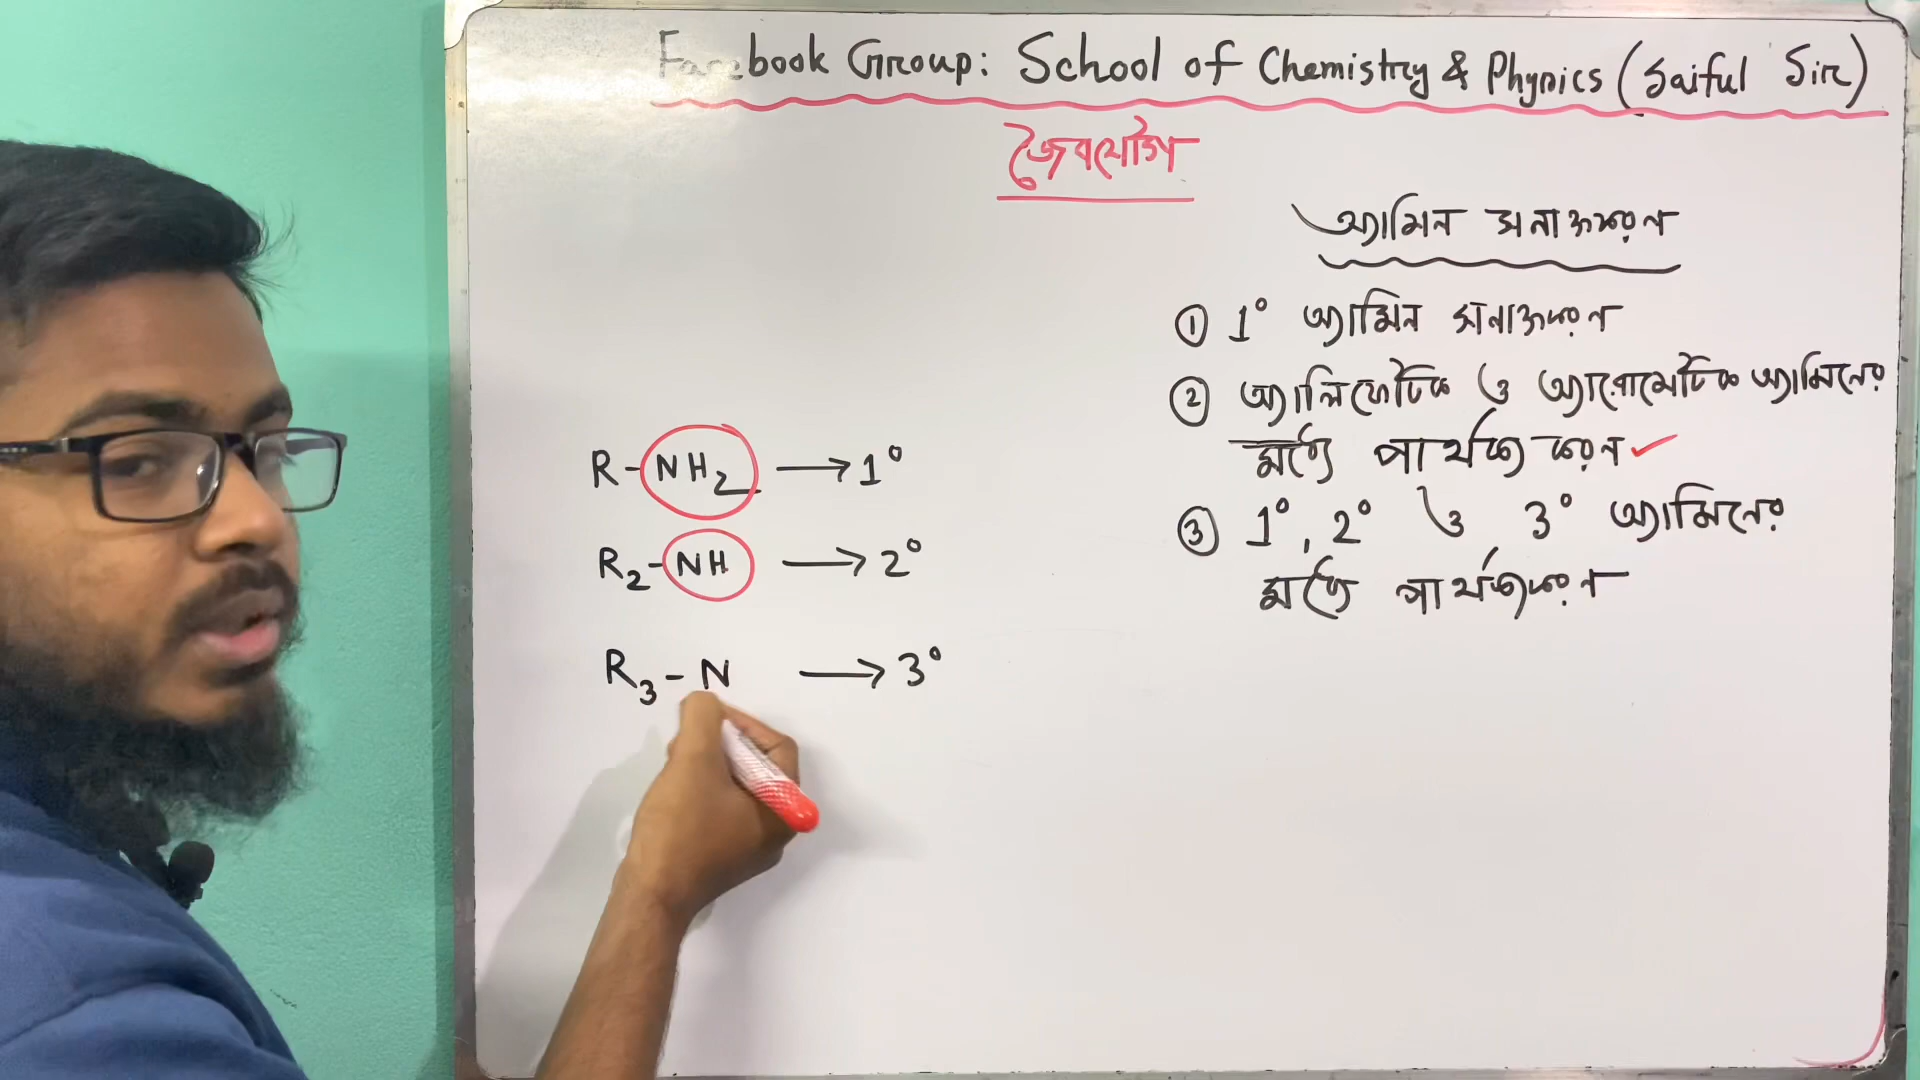 Facebook Group: School of Chemistry & Physics (Saiful Sir)
জৈবযৌগ
অ্যামিন সনাক্তকরণ
① 1° অ্যামিন সনাক্তকরণ
② অ্যালিফেটিক ও অ্যারোমেটিক অ্যামিনের
মধ্যে পার্থক্যকরণ ✓
③ 1°, 2° ও 3° অ্যামিনের
মধ্যে পার্থক্যকরণ
R-NH₂ → 1°
R₂-NH → 2°
R₃-N → 3°